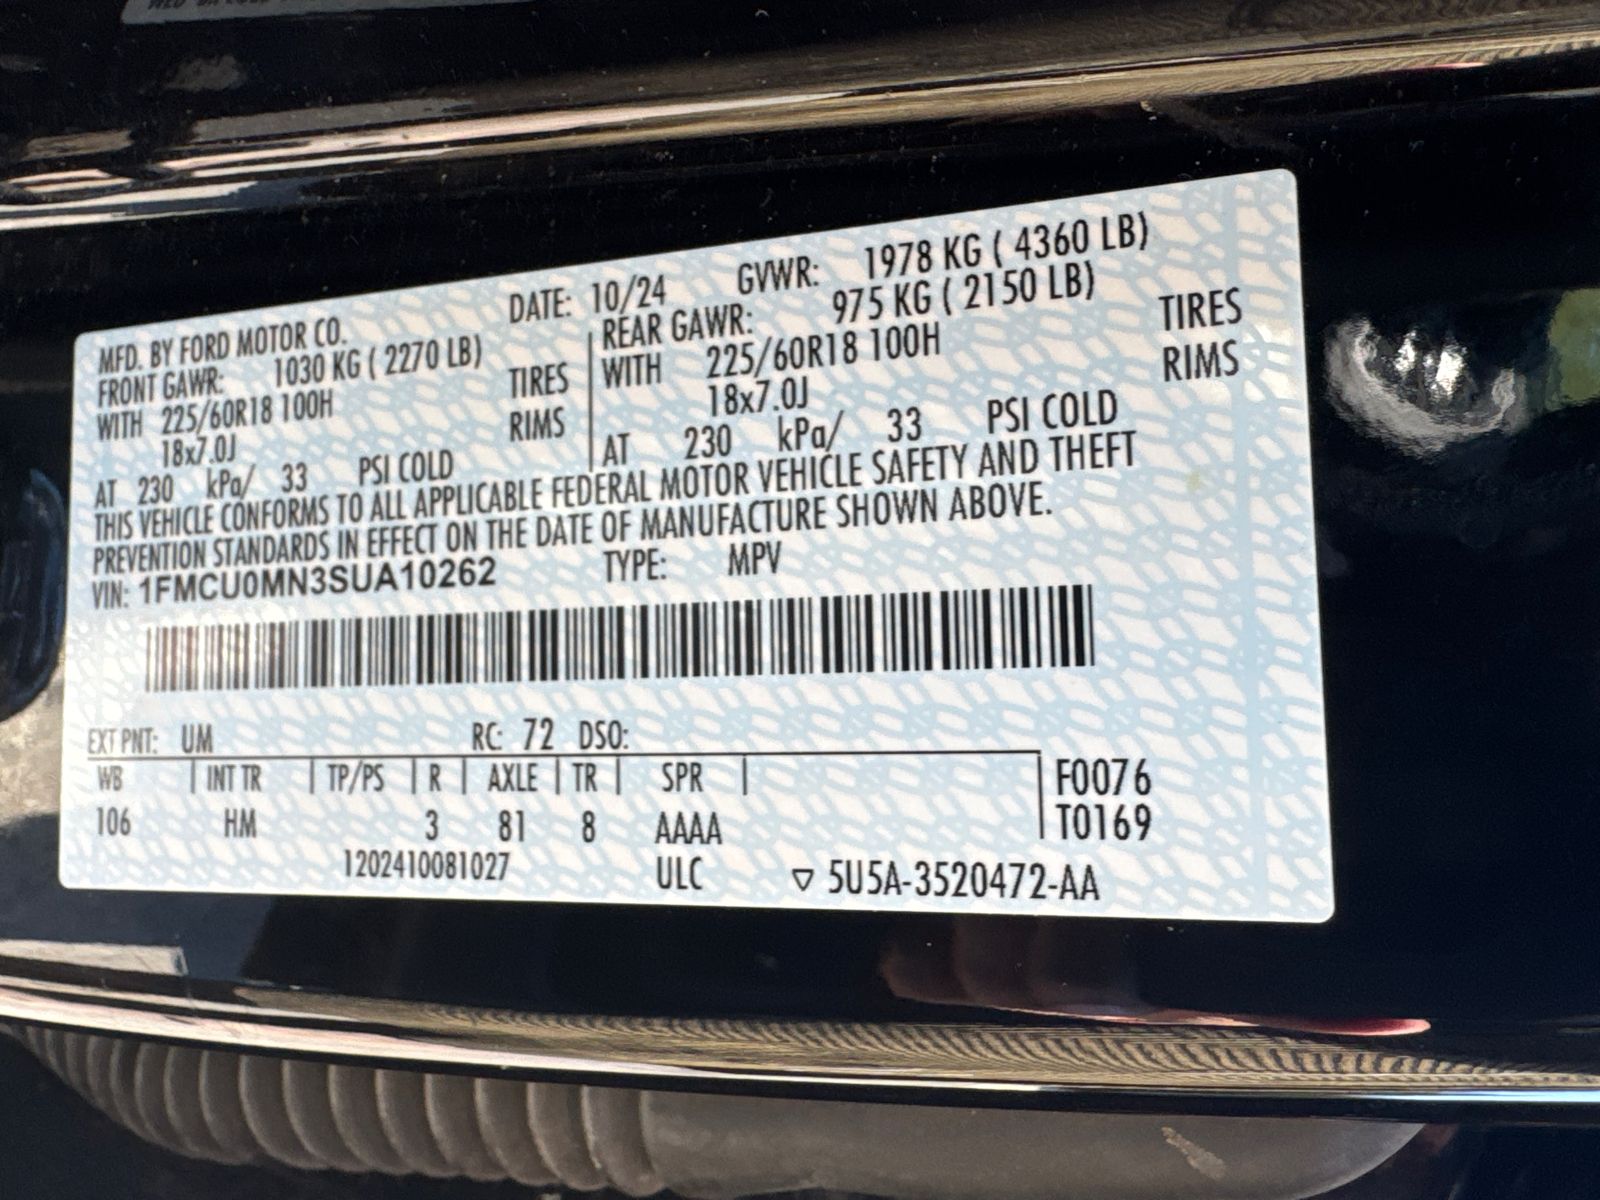 MFD. BY FORD MOTOR CO.
DATE: 10/24 GVWR: 1978 KG ( 4360 LB)
FRONT GAWR: 1030 KG ( 2270 LB)
WITH 225/60R18 100H TIRES
18x7.0J RIMS
AT 230 kPa/ 33 PSI COLD
REAR GAWR: 975 KG ( 2150 LB)
WITH 225/60R18 100H TIRES
18x7.0J RIMS
AT 230 kPa/ 33 PSI COLD
THIS VEHICLE CONFORMS TO ALL APPLICABLE FEDERAL MOTOR VEHICLE SAFETY AND THEFT
PREVENTION STANDARDS IN EFFECT ON THE DATE OF MANUFACTURE SHOWN ABOVE.
VIN: 1FMCU0MN3SUA10262 TYPE: MPV
EXT PNT: UM RC: 72 DSO:
WB INT TR TP/PS R AXLE TR SPR F0076
106 HM 3 81 8 AAAA T0169
1202410081027 ULC ▽ 5U5A-3520472-AA